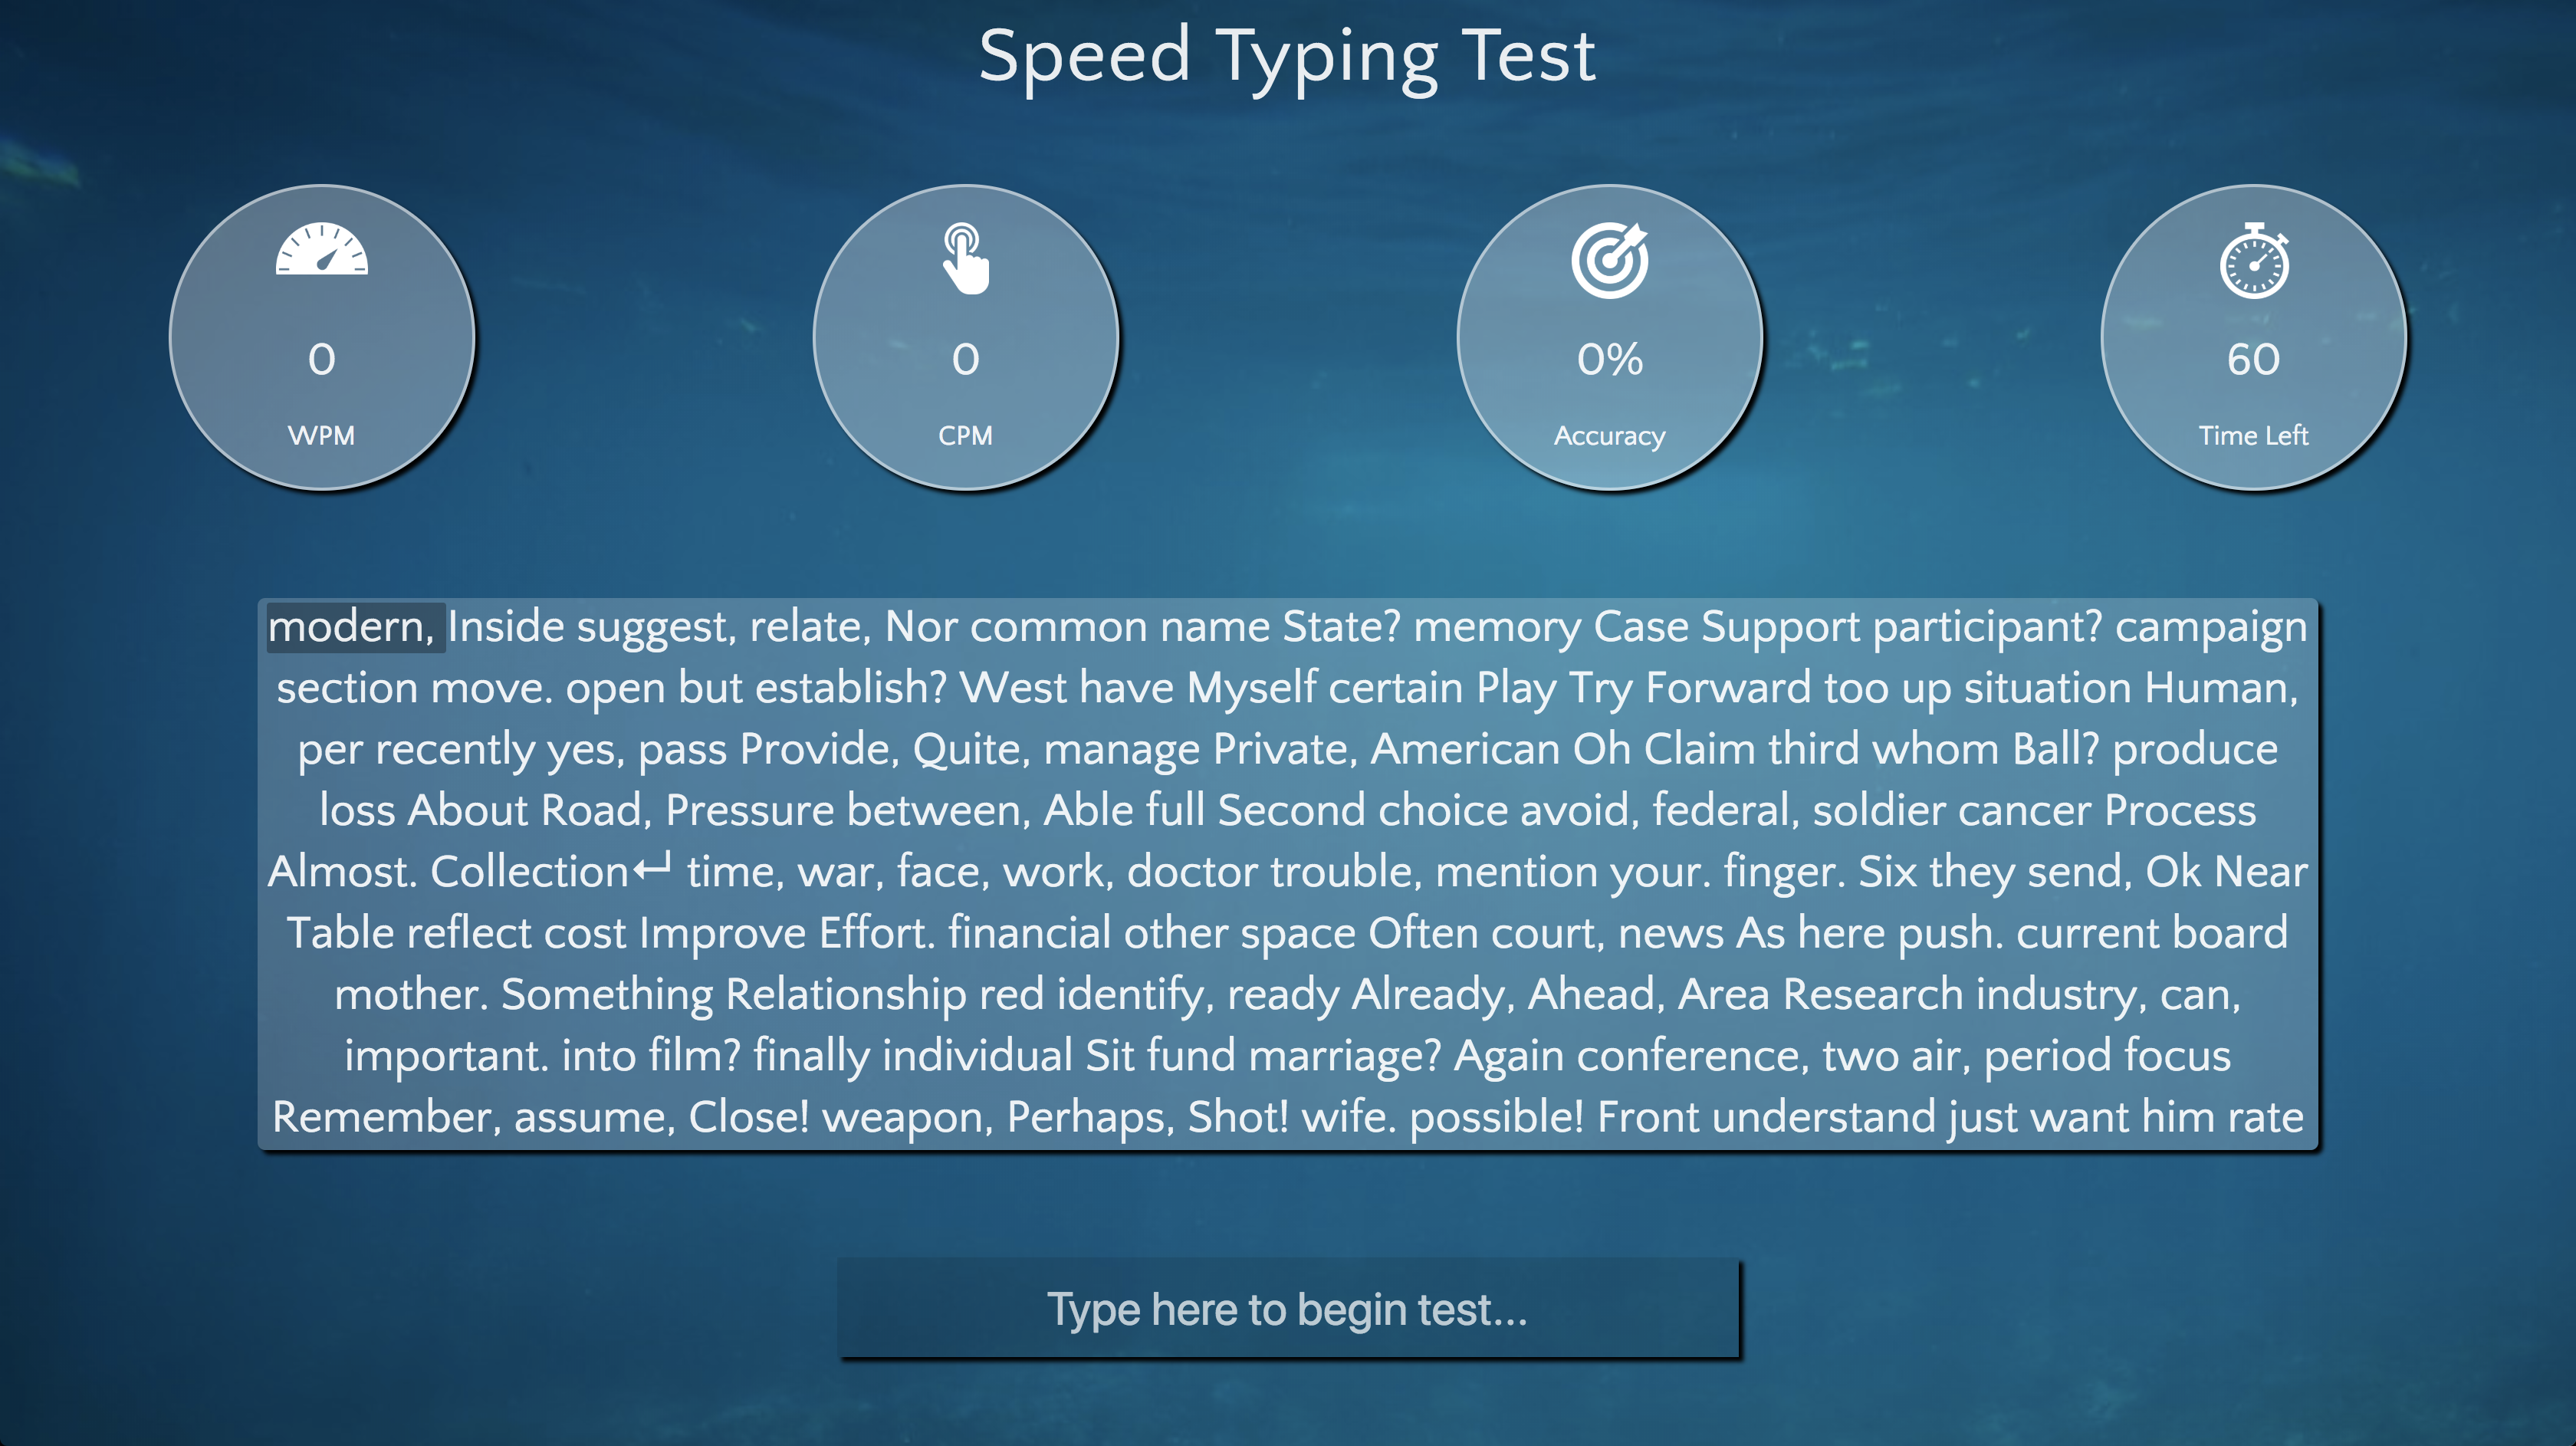 Speed Typing Test
0
WPM
0
CPM
0%
Accuracy
60
Time Left
modern, Inside suggest, relate, Nor common name State? memory Case Support participant? campaign
section move. open but establish? West have Myself certain Play Try Forward too up situation Human,
per recently yes, pass Provide, Quite, manage Private, American Oh Claim third whom Ball? produce
loss About Road, Pressure between, Able full Second choice avoid, federal, soldier cancer Process
Almost. Collection↵ time, war, face, work, doctor trouble, mention your. finger. Six they send, Ok Near
Table reflect cost Improve Effort. financial other space Often court, news As here push. current board
mother. Something Relationship red identify, ready Already, Ahead, Area Research industry, can,
important. into film? finally individual Sit fund marriage? Again conference, two air, period focus
Remember, assume, Close! weapon, Perhaps, Shot! wife. possible! Front understand just want him rate
Type here to begin test...